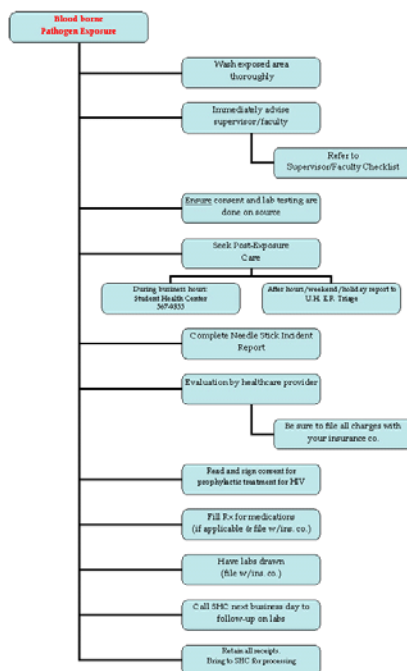 Blood borne
Pathogen Exposure
Wash exposed area
thoroughly
Immediately advise
supervisor/faculty
Refer to
Supervisor/Faculty Checklist
Ensure consent and lab testing are
done on source
Seek Post-Exposure
Care
During business hours:
Student Health Center
After hours/weekend/holiday report to
U.H. E.R. Triage
Complete Needle Stick Incident
Report
Evaluation by healthcare provider
Be sure to file all charges with
your insurance co.
Read and sign consent for
prophylactic treatment for HIV
Fill Rx for medications
(if applicable & file w/ins. co.)
Have labs drawn
(file w/ins. co.)
Call SHC next business day to
follow-up on labs
Retain all receipts.
Bring to SHC for processing